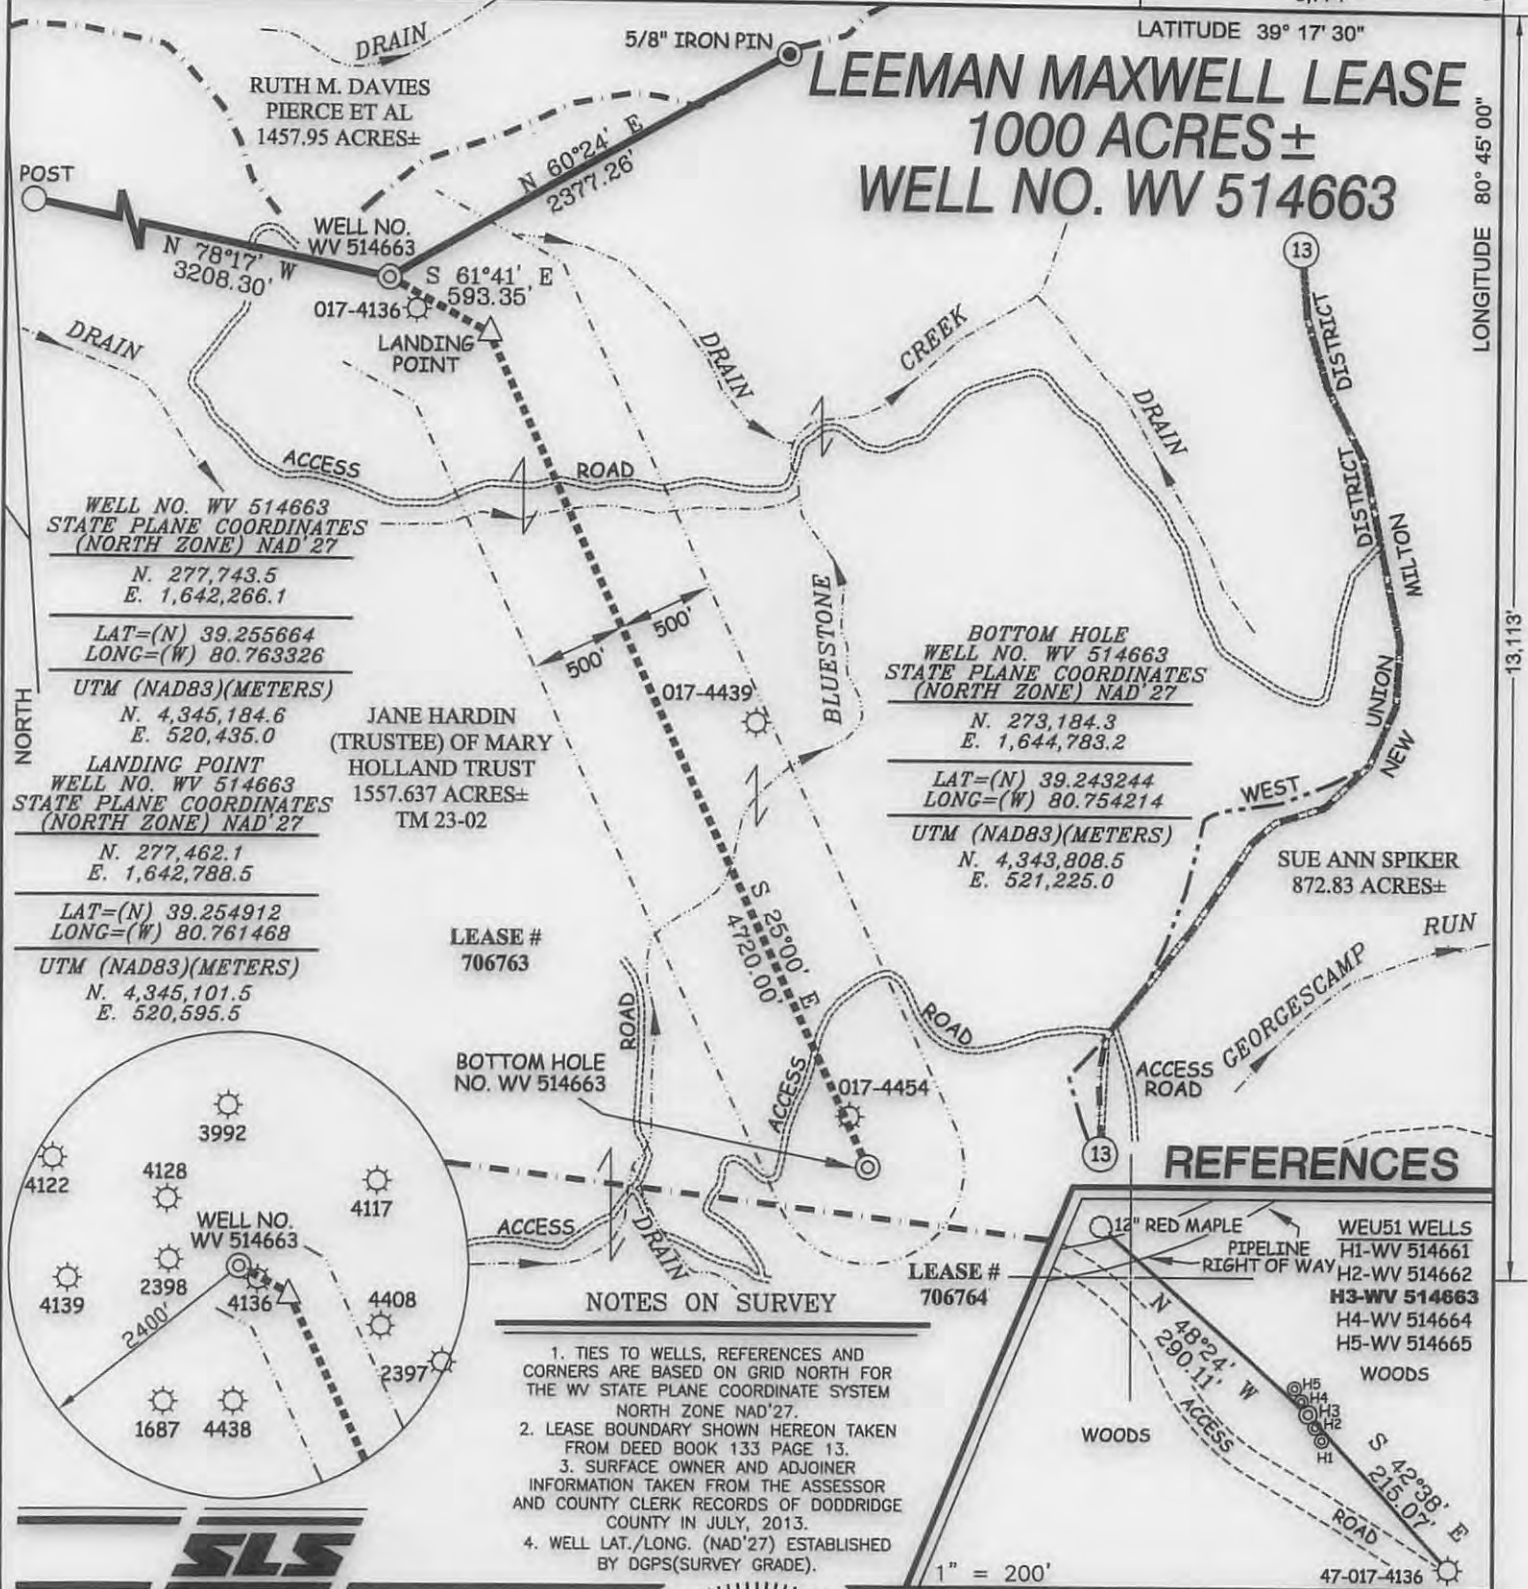 LATITUDE 39° 17' 30"
LEEMAN MAXWELL LEASE
1000 ACRES ±
WELL NO. WV 514663
LONGITUDE 80° 45' 00"
13,113'
DRAIN
5/8" IRON PIN
RUTH M. DAVIES
PIERCE ET AL
1457.95 ACRES±
POST
N 60°24' E
2377.26'
WELL NO.
WV 514663
N 78°17' W
3208.30'
S 61°41' E
593.35'
017-4136
LANDING
POINT
DRAIN
DRAIN
CREEK
DRAIN
13
DISTRICT
DISTRICT
MILTON
UNION
NEW
WEST
ACCESS
ROAD
WELL NO. WV 514663
STATE PLANE COORDINATES
(NORTH ZONE) NAD'27
N. 277,743.5
E. 1,642,266.1
LAT=(N) 39.255664
LONG=(W) 80.763326
UTM (NAD83)(METERS)
N. 4,345,184.6
E. 520,435.0
NORTH
LANDING POINT
WELL NO. WV 514663
STATE PLANE COORDINATES
(NORTH ZONE) NAD'27
N. 277,462.1
E. 1,642,788.5
LAT=(N) 39.254912
LONG=(W) 80.761468
UTM (NAD83)(METERS)
N. 4,345,101.5
E. 520,595.5
500'
500'
017-4439
BLUESTONE
JANE HARDIN
(TRUSTEE) OF MARY
HOLLAND TRUST
1557.637 ACRES±
TM 23-02
BOTTOM HOLE
WELL NO. WV 514663
STATE PLANE COORDINATES
(NORTH ZONE) NAD'27
N. 273,184.3
E. 1,644,783.2
LAT=(N) 39.243244
LONG=(W) 80.754214
UTM (NAD83)(METERS)
N. 4,343,808.5
E. 521,225.0
SUE ANN SPIKER
872.83 ACRES±
GEORGESCAMP RUN
LEASE #
706763
S 25°00' E
4720.00'
ROAD
ROAD
ACCESS
ACCESS
ROAD
BOTTOM HOLE
NO. WV 514663
017-4454
13
3992
4122
4128
4117
WELL NO.
WV 514663
4139
2398
4136
4408
2400'
2397
1687
4438
ACCESS
DRAIN
LEASE #
706764
NOTES ON SURVEY
1. TIES TO WELLS, REFERENCES AND
CORNERS ARE BASED ON GRID NORTH FOR
THE WV STATE PLANE COORDINATE SYSTEM
NORTH ZONE NAD'27.
2. LEASE BOUNDARY SHOWN HEREON TAKEN
FROM DEED BOOK 133 PAGE 13.
3. SURFACE OWNER AND ADJOINER
INFORMATION TAKEN FROM THE ASSESSOR
AND COUNTY CLERK RECORDS OF DODDRIDGE
COUNTY IN JULY, 2013.
4. WELL LAT./LONG. (NAD'27) ESTABLISHED
BY DGPS(SURVEY GRADE).
SLS
REFERENCES
12" RED MAPLE
PIPELINE
RIGHT OF WAY
WEU51 WELLS
H1-WV 514661
H2-WV 514662
H3-WV 514663
H4-WV 514664
H5-WV 514665
WOODS
N 48°24' W
290.11'
H5
H4
H3
H2
H1
WOODS
ACCESS
ROAD
S 42°38' E
215.07'
1" = 200'
47-017-4136